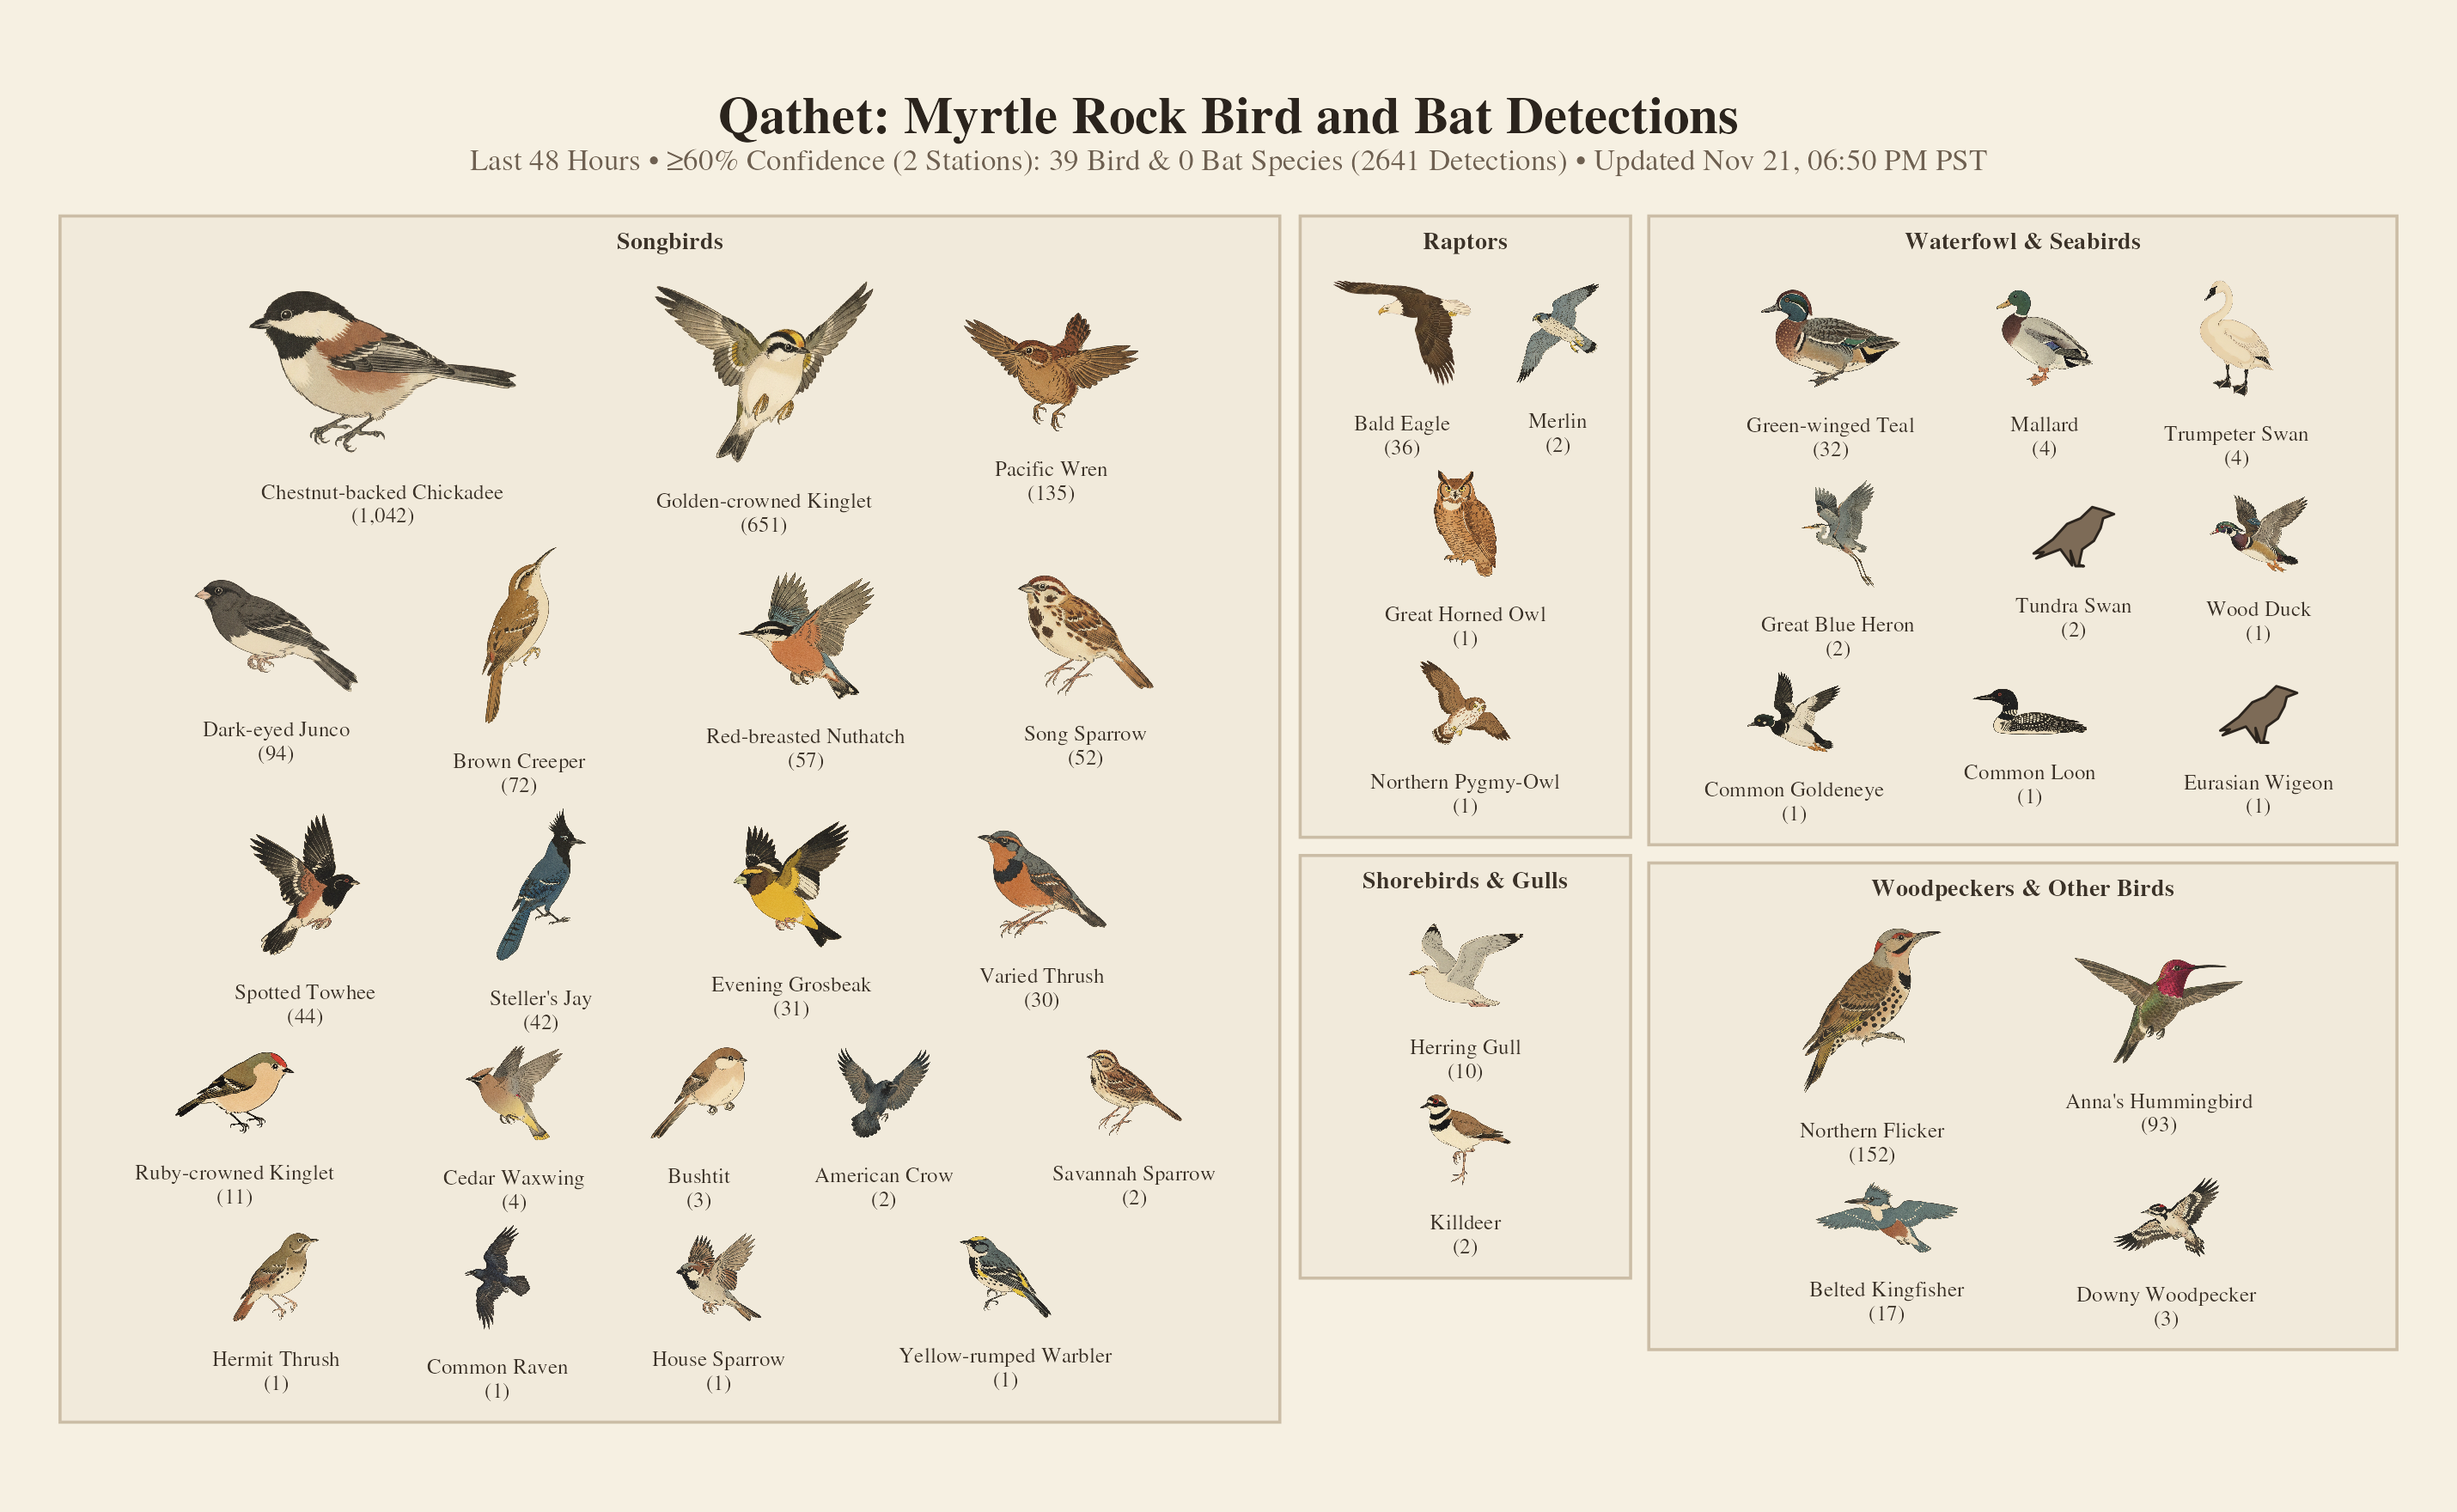 Qathet: Myrtle Rock Bird and Bat Detections
Last 48 Hours • ≥60% Confidence (2 Stations): 39 Bird & 0 Bat Species (2641 Detections) • Updated Nov 21, 06:50 PM PST
Songbirds
Chestnut-backed Chickadee
(1,042)
Golden-crowned Kinglet
(651)
Pacific Wren
(135)
Dark-eyed Junco
(94)
Brown Creeper
(72)
Red-breasted Nuthatch
(57)
Song Sparrow
(52)
Spotted Towhee
(44)
Steller's Jay
(42)
Evening Grosbeak
(31)
Varied Thrush
(30)
Ruby-crowned Kinglet
(11)
Cedar Waxwing
(4)
Bushtit
(3)
American Crow
(2)
Savannah Sparrow
(2)
Hermit Thrush
(1)
Common Raven
(1)
House Sparrow
(1)
Yellow-rumped Warbler
(1)
Raptors
Bald Eagle
(36)
Merlin
(2)
Great Horned Owl
(1)
Northern Pygmy-Owl
(1)
Shorebirds & Gulls
Herring Gull
(10)
Killdeer
(2)
Waterfowl & Seabirds
Green-winged Teal
(32)
Mallard
(4)
Trumpeter Swan
(4)
Great Blue Heron
(2)
Tundra Swan
(2)
Wood Duck
(1)
Common Goldeneye
(1)
Common Loon
(1)
Eurasian Wigeon
(1)
Woodpeckers & Other Birds
Northern Flicker
(152)
Anna's Hummingbird
(93)
Belted Kingfisher
(17)
Downy Woodpecker
(3)